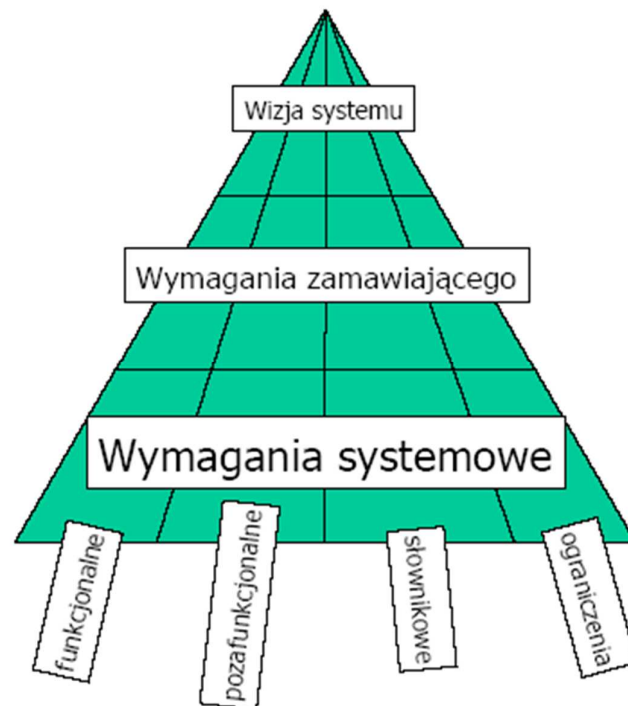 Wizja systemu
Wymagania zamawiającego
Wymagania systemowe
funkcjonalne
pozafunkcjonalne
słownikowe
ograniczenia